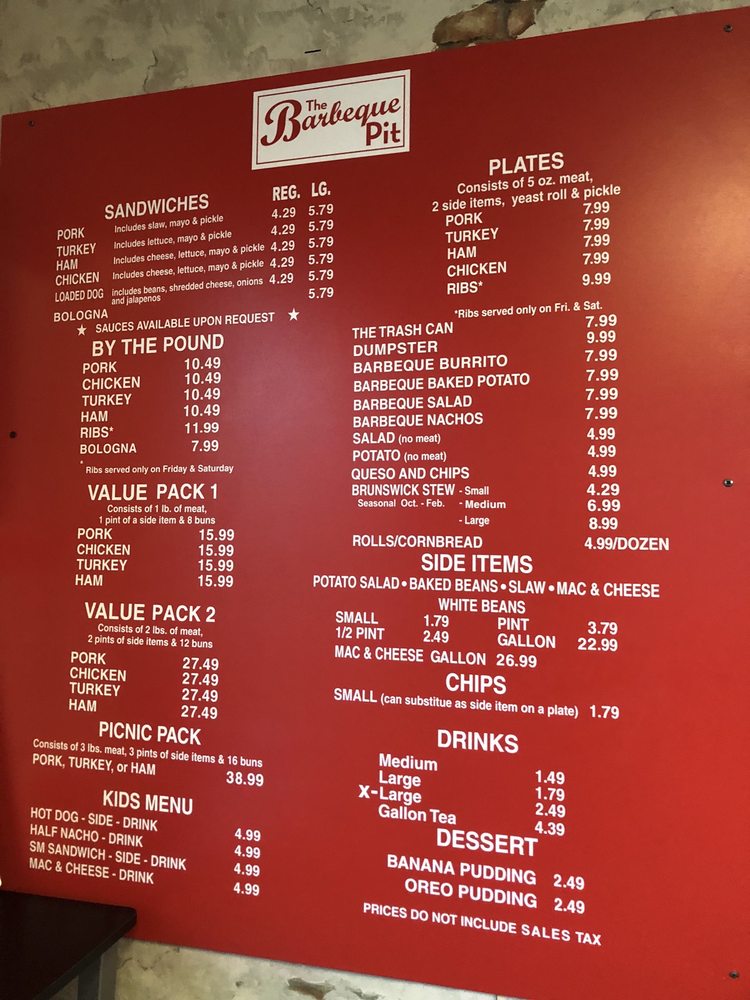 The
Barbeque
Pit
SANDWICHES REG. LG.
PORK Includes slaw, mayo & pickle 4.29 5.79
TURKEY Includes lettuce, mayo & pickle 4.29 5.79
HAM Includes cheese, lettuce, mayo & pickle 4.29 5.79
CHICKEN Includes cheese, lettuce, mayo & pickle 4.29 5.79
LOADED DOG includes beans, shredded cheese, onions 4.29 5.79
and jalapenos
BOLOGNA 5.79
★ SAUCES AVAILABLE UPON REQUEST ★
BY THE POUND
PORK 10.49
CHICKEN 10.49
TURKEY 10.49
HAM 10.49
RIBS* 11.99
BOLOGNA 7.99
* Ribs served only on Friday & Saturday
VALUE PACK 1
Consists of 1 lb. of meat,
1 pint of a side item & 8 buns
PORK 15.99
CHICKEN 15.99
TURKEY 15.99
HAM 15.99
VALUE PACK 2
Consists of 2 lbs. of meat,
2 pints of side items & 12 buns
PORK 27.49
CHICKEN 27.49
TURKEY 27.49
HAM 27.49
PICNIC PACK
Consists of 3 lbs. meat, 3 pints of side items & 16 buns
PORK, TURKEY, or HAM 38.99
KIDS MENU
HOT DOG - SIDE - DRINK 4.99
HALF NACHO - DRINK 4.99
SM SANDWICH - SIDE - DRINK 4.99
MAC & CHEESE - DRINK 4.99
PLATES
Consists of 5 oz. meat,
2 side items, yeast roll & pickle
PORK 7.99
TURKEY 7.99
HAM 7.99
CHICKEN 7.99
RIBS* 9.99
*Ribs served only on Fri. & Sat.
THE TRASH CAN 7.99
DUMPSTER 9.99
BARBEQUE BURRITO 7.99
BARBEQUE BAKED POTATO 7.99
BARBEQUE SALAD 7.99
BARBEQUE NACHOS 7.99
SALAD (no meat) 4.99
POTATO (no meat) 4.99
QUESO AND CHIPS 4.99
BRUNSWICK STEW - Small 4.29
Seasonal Oct. - Feb. - Medium 6.99
- Large 8.99
ROLLS/CORNBREAD 4.99/DOZEN
SIDE ITEMS
POTATO SALAD • BAKED BEANS • SLAW • MAC & CHEESE
WHITE BEANS
SMALL 1.79 PINT 3.79
1/2 PINT 2.49 GALLON 22.99
MAC & CHEESE GALLON 26.99
CHIPS
SMALL (can substitue as side item on a plate) 1.79
DRINKS
Medium 1.49
Large 1.79
X-Large 2.49
Gallon Tea 4.39
DESSERT
BANANA PUDDING 2.49
OREO PUDDING 2.49
PRICES DO NOT INCLUDE SALES TAX